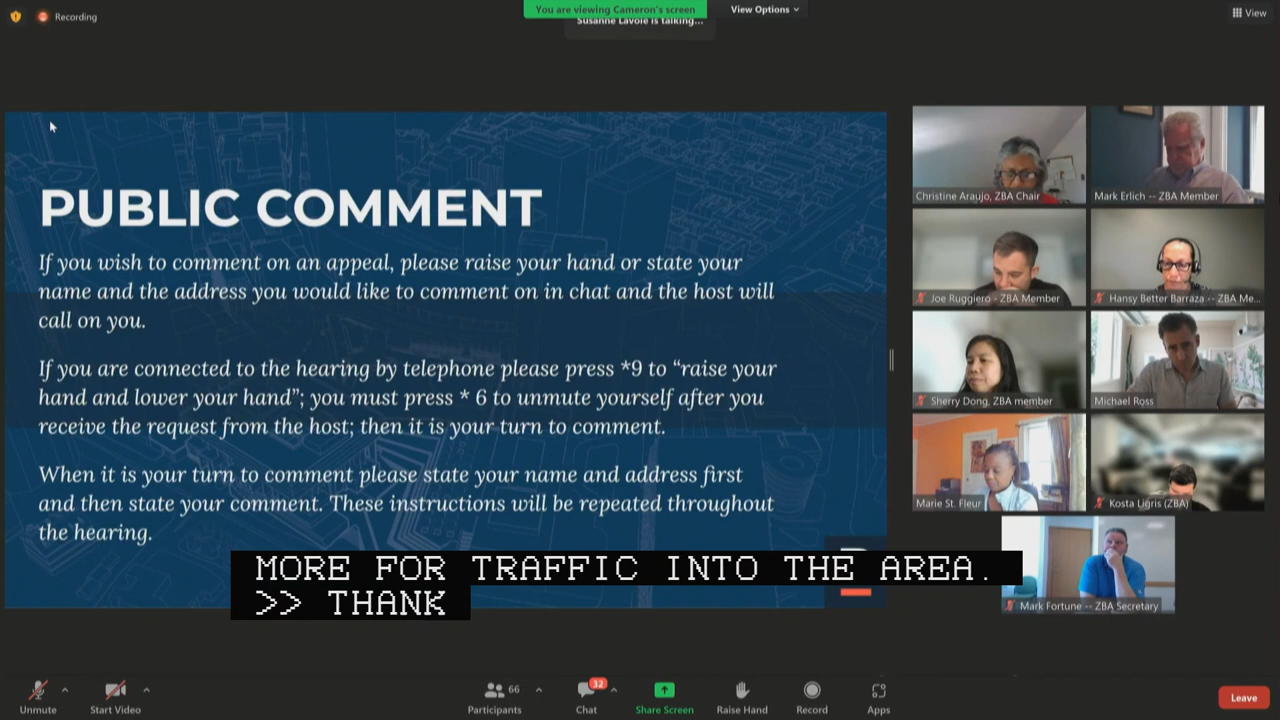 You are viewing Cameron's screen
View Options
Recording
Susanne Lavoie is talking...
View
PUBLIC COMMENT
If you wish to comment on an appeal, please raise your hand or state your
name and the address you would like to comment on in chat and the host will
call on you.
If you are connected to the hearing by telephone please press *9 to “raise your
hand and lower your hand”; you must press * 6 to unmute yourself after you
receive the request from the host; then it is your turn to comment.
When it is your turn to comment please state your name and address first
and then state your comment. These instructions will be repeated throughout
the hearing.
Christine Araujo, ZBA Chair
Mark Erlich -- ZBA Member
Joe Ruggiero - ZBA Member
Hansy Better Barraza -- ZBA Me...
Sherry Dong, ZBA member
Michael Ross
Marie St. Fleur
Kosta Ligris (ZBA)
Mark Fortune -- ZBA Secretary
MORE FOR TRAFFIC INTO THE AREA.
>> THANK
Unmute
Start Video
66
Participants
32
Chat
Share Screen
Raise Hand
Record
Apps
Leave